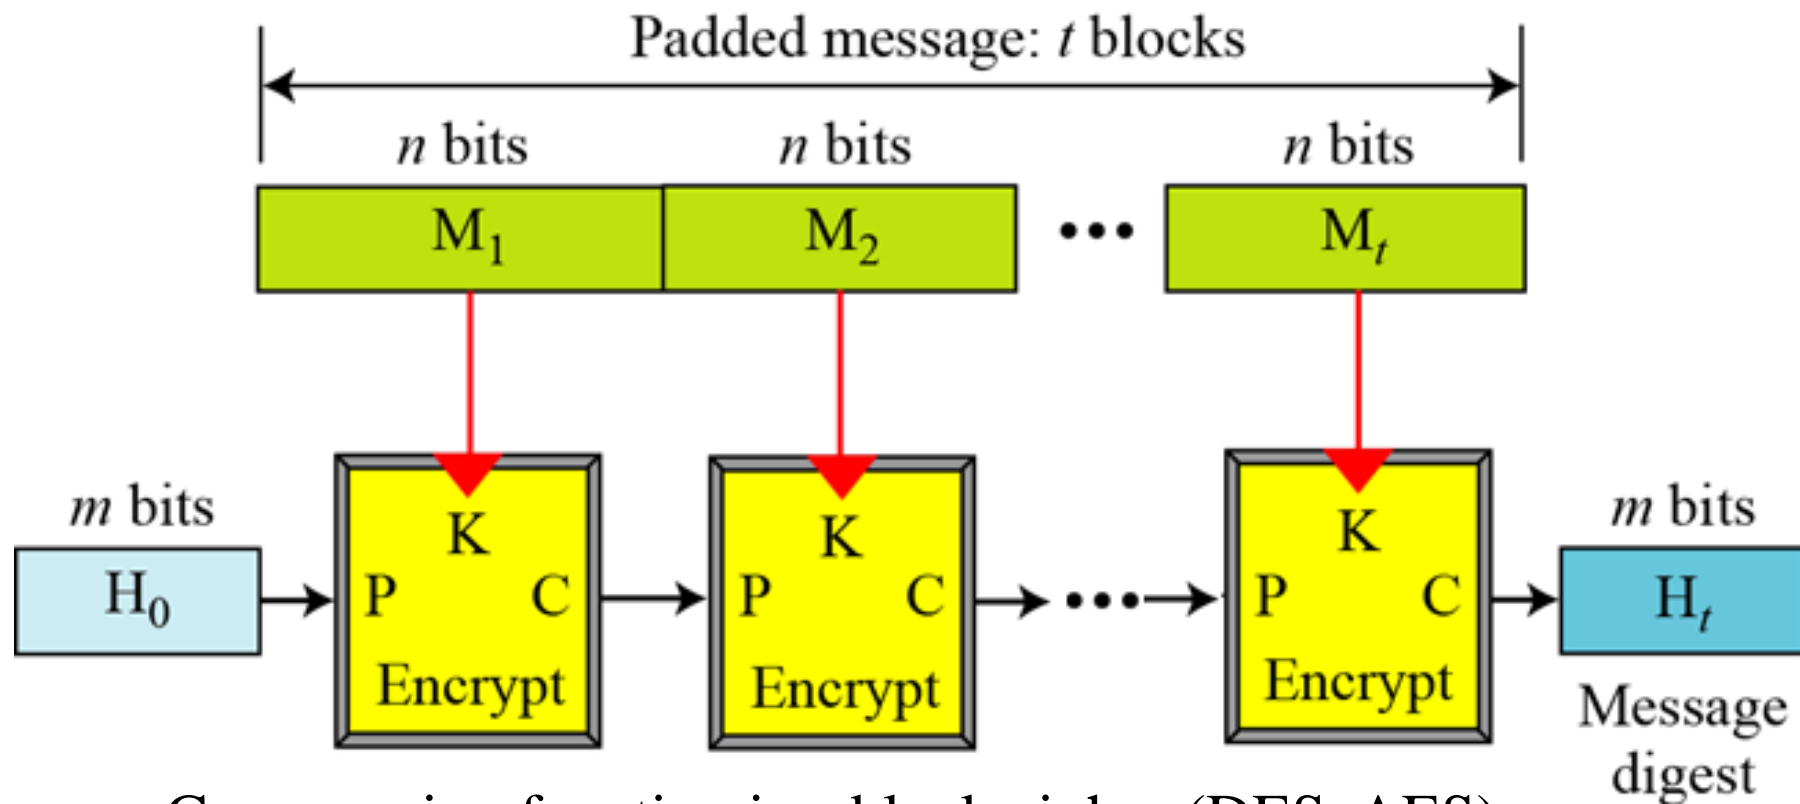 Padded message: t blocks
n bits n bits n bits
M1 M2 ••• Mt
m bits m bits
K K K
H0 P C P C ••• P C Ht
Encrypt Encrypt Encrypt
Message
digest